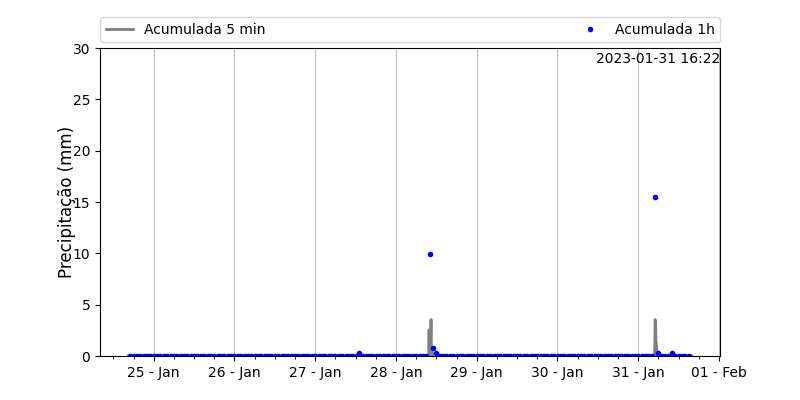 Acumulada 5 min
Acumulada 1h
2023-01-31 16:22
Precipitação (mm)
30
25
20
15
10
5
0
25 - Jan
26 - Jan
27 - Jan
28 - Jan
29 - Jan
30 - Jan
31 - Jan
01 - Feb